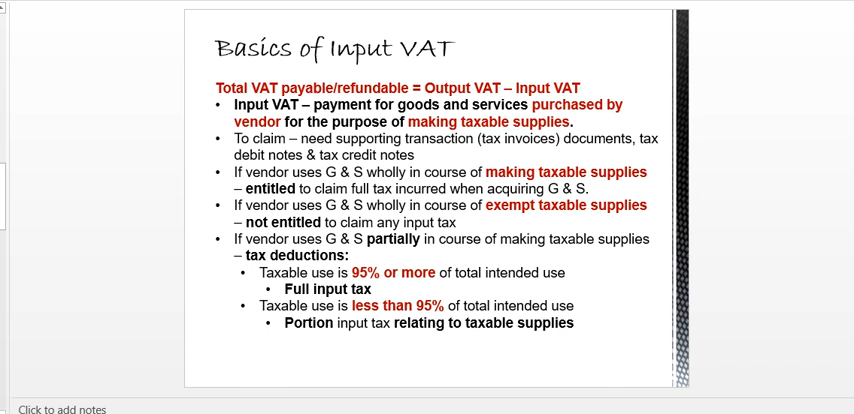 Basics of Input VAT
Total VAT payable/refundable = Output VAT – Input VAT
• Input VAT – payment for goods and services purchased by
vendor for the purpose of making taxable supplies.
• To claim – need supporting transaction (tax invoices) documents, tax
debit notes & tax credit notes
• If vendor uses G & S wholly in course of making taxable supplies
– entitled to claim full tax incurred when acquiring G & S.
• If vendor uses G & S wholly in course of exempt taxable supplies
– not entitled to claim any input tax
• If vendor uses G & S partially in course of making taxable supplies
– tax deductions:
• Taxable use is 95% or more of total intended use
• Full input tax
• Taxable use is less than 95% of total intended use
• Portion input tax relating to taxable supplies
Click to add notes